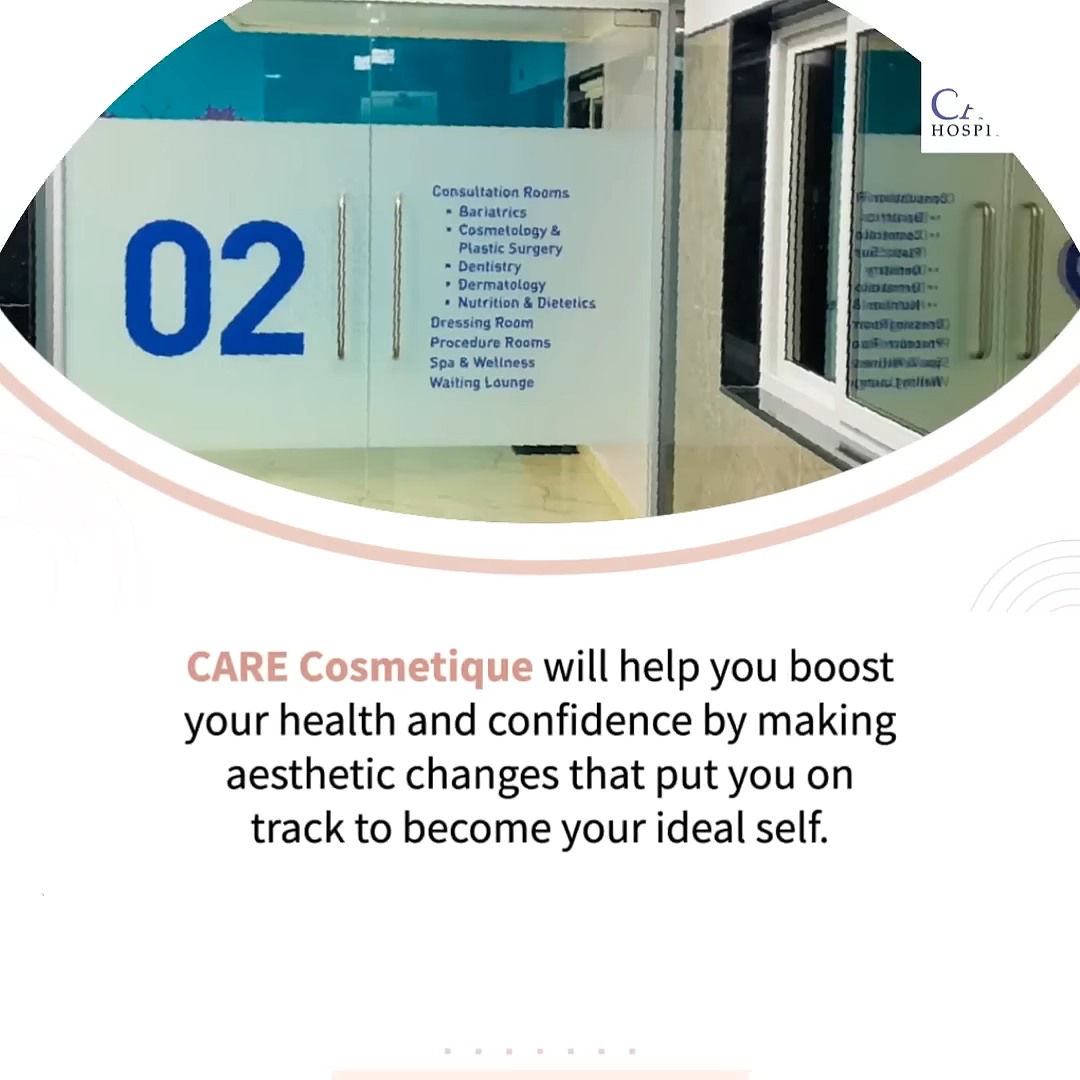 HOSPI
02
Consultation Rooms
▪ Bariatrics
▪ Cosmetology &
Plastic Surgery
▪ Dentistry
▪ Dermatology
▪ Nutrition & Dietetics
Dressing Room
Procedure Rooms
Spa & Wellness
Waiting Lounge
CARE Cosmetique will help you boost
your health and confidence by making
aesthetic changes that put you on
track to become your ideal self.